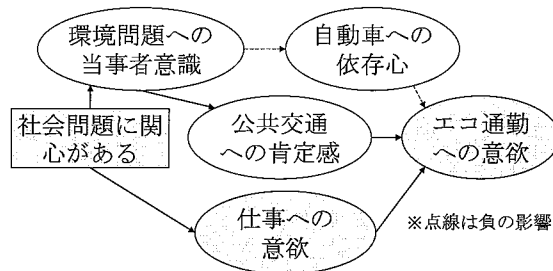 環境問題への
当事者意識
自動車への
依存心
社会問題に関
心がある
公共交通
への肯定感
エコ通勤
への意欲
仕事への
意欲
※点線は負の影響